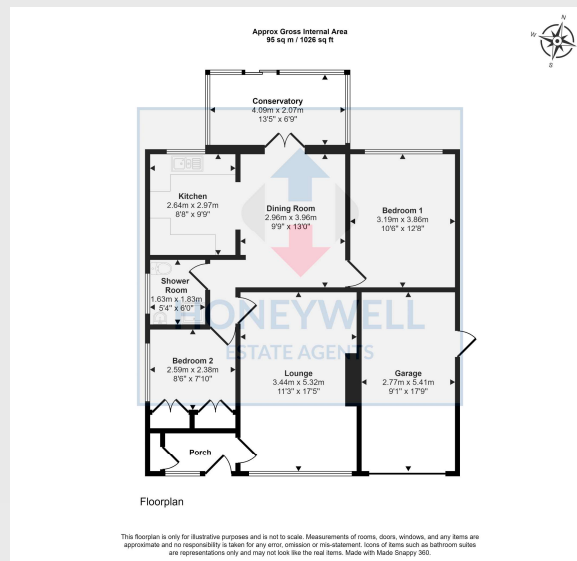 Approx Gross Internal Area
95 sq m / 1026 sq ft
N
W
E
S
Conservatory
4.09m x 2.07m
13'5" x 6'9"
Kitchen
2.64m x 2.97m
8'8" x 9'9"
Dining Room
2.96m x 3.96m
9'9" x 13'0"
Bedroom 1
3.19m x 3.86m
10'6" x 12'8"
Shower
Room
1.63m x 1.83m
5'4" x 6'0"
HONEYWELL
ESTATE AGENTS
Bedroom 2
2.59m x 2.38m
8'6" x 7'10"
Lounge
3.44m x 5.32m
11'3" x 17'5"
Garage
2.77m x 5.41m
9'1" x 17'9"
Porch
Floorplan
This floorplan is only for illustrative purposes and is not to scale. Measurements of rooms, doors, windows, and any items are
approximate and no responsibility is taken for any error, omission or mis-statement. Icons of items such as bathroom suites
are representations only and may not look like the real items. Made with Made Snappy 360.